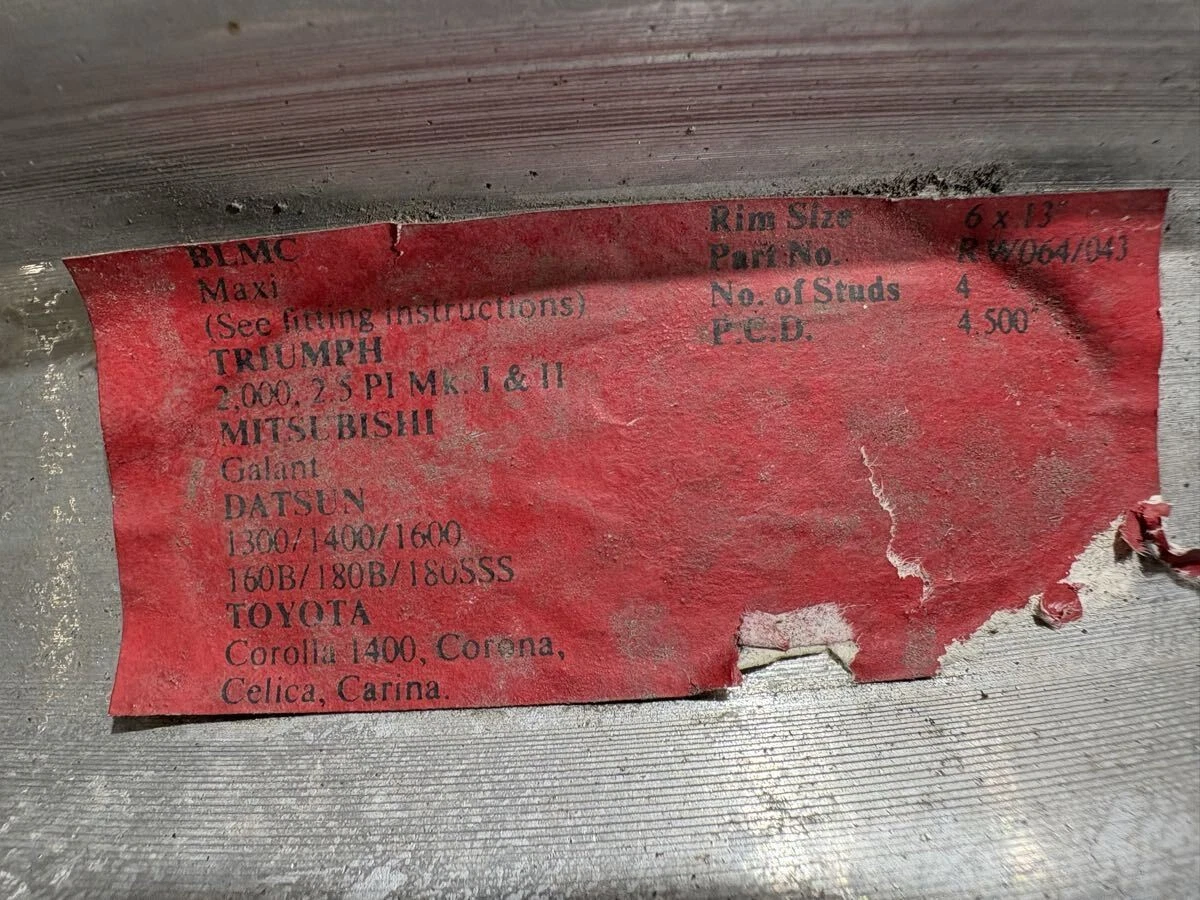 BLMC
Maxi
(See fitting instructions)
TRIUMPH
2,000, 2.5 PI Mk. I & II
MITSUBISHI
Galant
DATSUN
1300/1400/1600
160B/180B/180SSS
TOYOTA
Corolla 1400, Corona,
Celica, Carina.
Rim Size 6 x 13"
Part No. RW064/043
No. of Studs 4
P.C.D. 4.500"